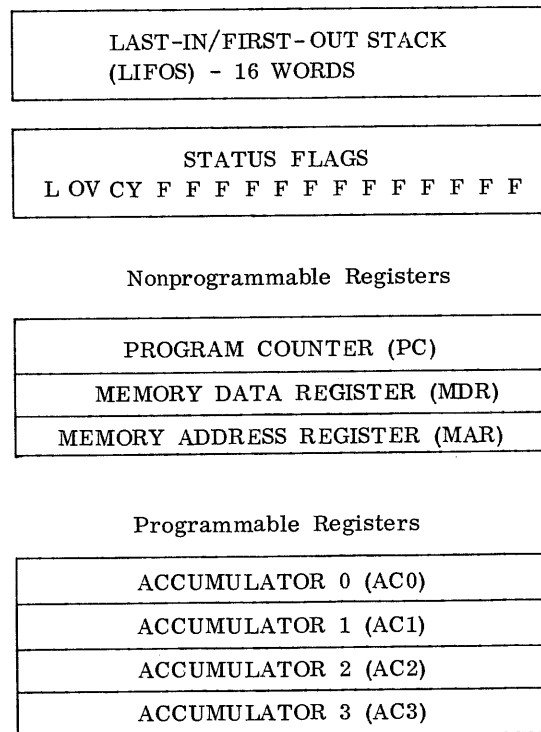 LAST-IN/FIRST-OUT STACK
(LIFOS) - 16 WORDS
STATUS FLAGS
L OV CY F F F F F F F F F F F F F
Nonprogrammable Registers
PROGRAM COUNTER (PC)
MEMORY DATA REGISTER (MDR)
MEMORY ADDRESS REGISTER (MAR)
Programmable Registers
ACCUMULATOR 0 (AC0)
ACCUMULATOR 1 (AC1)
ACCUMULATOR 2 (AC2)
ACCUMULATOR 3 (AC3)